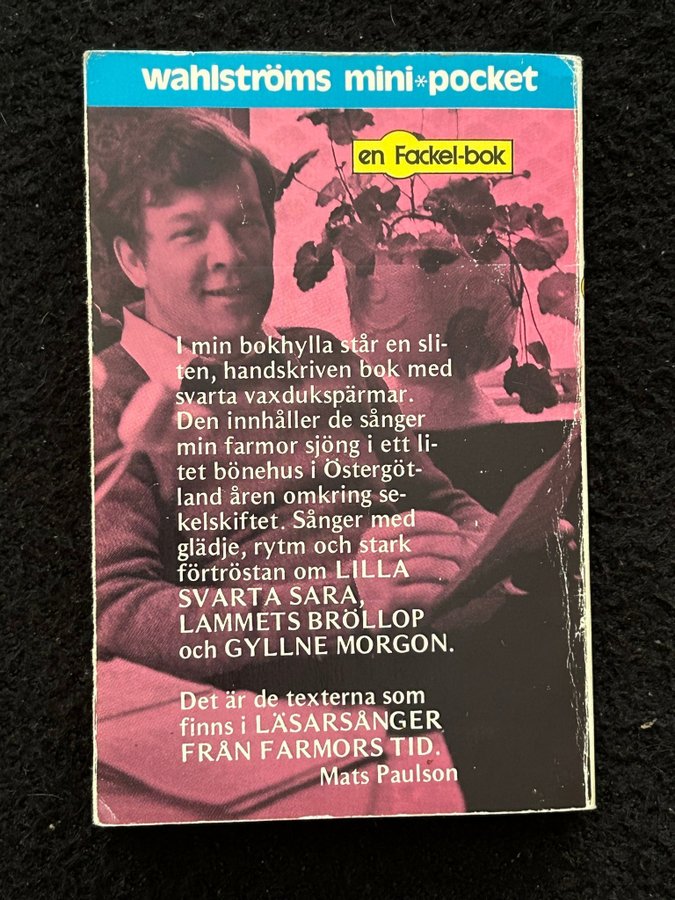 wahlströms mini*pocket
en Fackel-bok
I min bokhylla står en sli-
ten, handskriven bok med
svarta vaxdukspärmar.
Den innhåller de sånger
min farmor sjöng i ett li-
tet bönehus i Östergöt-
land åren omkring se-
kelskiftet. Sånger med
glädje, rytm och stark
förtröstan om LILLA
SVARTA SARA,
LAMMETS BRÖLLOP
och GYLLNE MORGON.
Det är de texterna som
finns i LÄSARSÅNGER
FRÅN FARMORS TID.
Mats Paulson